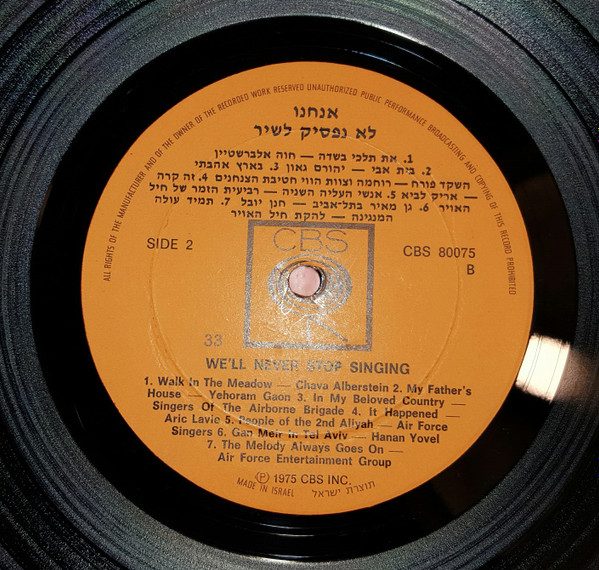 ALL RIGHTS OF THE MANUFACTURER AND OF THE OWNER OF THE RECORDED WORK RESERVED UNAUTHORIZED PUBLIC PERFORMANCE BROADCASTING AND COPYING OF THIS RECORD PROHIBITED
אנחנו
לא נפסיק לשיר
1. את תלכי בשדה — חוה אלברשטיין
2. בית אבי — יהורם גאון 3. בארץ אהבתי
השקד פורח — רוחמה וצוות הווי חטיבת הצנחנים 4. זה קרה
— אריק לביא 5. אנשי העליה השניה — רביעית הזמר של חיל
האויר 6. גן מאיר בתל-אביב — חנן יובל 7. תמיד עולה
המנגינה — להקת חיל האויר
SIDE 2
CBS
CBS 80075
B
33
WE'LL NEVER STOP SINGING
1. Walk In The Meadow — Chava Alberstein 2. My Father's
House — Yehoram Gaon 3. In My Beloved Country —
Singers Of The Airborne Brigade 4. It Happened —
Aric Lavie 5. People of the 2nd Aliyah — Air Force
Singers 6. Gan Meir In Tel Aviv — Hanan Yovel
7. The Melody Always Goes On —
Air Force Entertainment Group
Ⓟ 1975 CBS INC.
MADE IN ISRAEL תוצרת ישראל